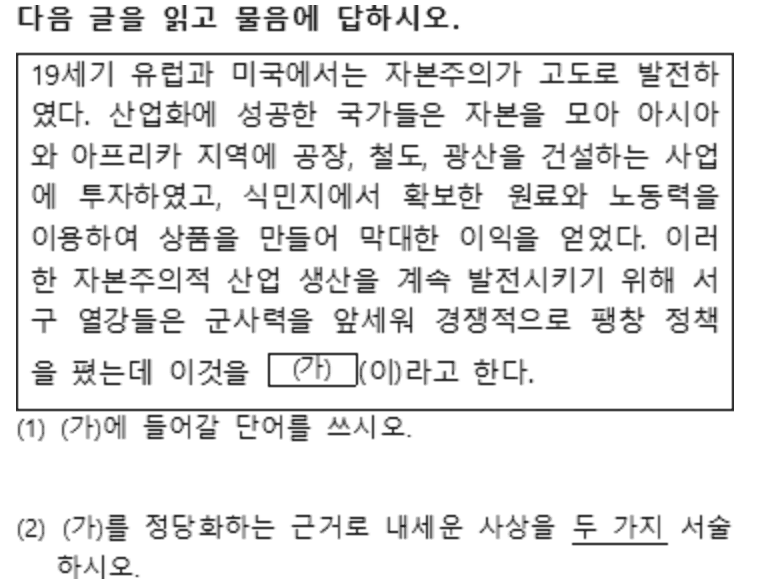 다음 글을 읽고 물음에 답하시오.
19세기 유럽과 미국에서는 자본주의가 고도로 발전하
였다. 산업화에 성공한 국가들은 자본을 모아 아시아
와 아프리카 지역에 공장, 철도, 광산을 건설하는 사업
에 투자하였고, 식민지에서 확보한 원료와 노동력을
이용하여 상품을 만들어 막대한 이익을 얻었다. 이러
한 자본주의적 산업 생산을 계속 발전시키기 위해 서
구 열강들은 군사력을 앞세워 경쟁적으로 팽창 정책
을 폈는데 이것을 (가) (이)라고 한다.
(1) (가)에 들어갈 단어를 쓰시오.
(2) (가)를 정당화하는 근거로 내세운 사상을 두 가지 서술
하시오.